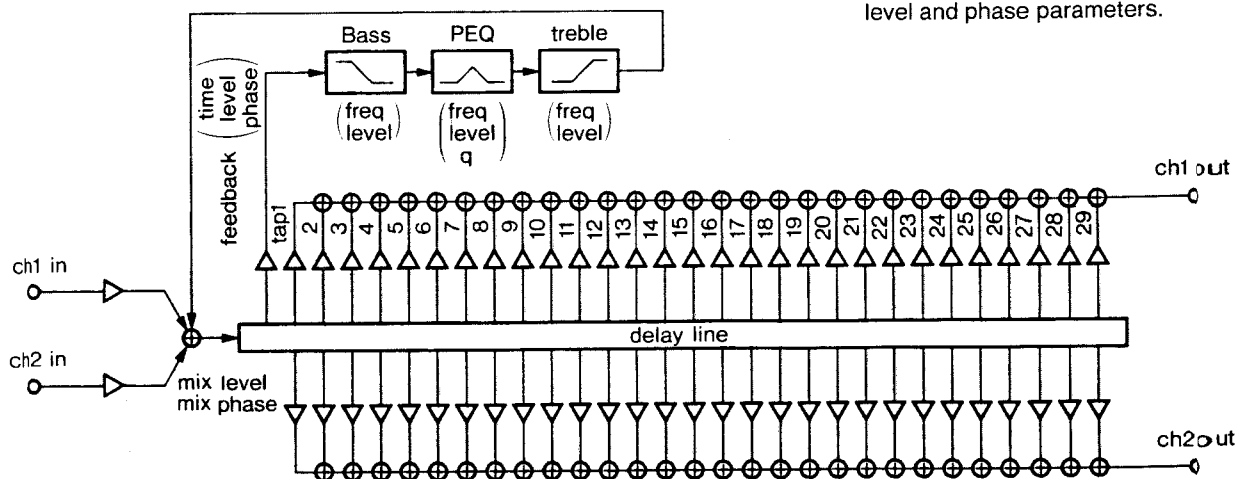 level and phase parameters.
Bass
PEQ
treble
(freq level)
(freq level q)
(freq level)
feedback (time level phase)
tap1
2
3
4
5
6
7
8
9
10
11
12
13
14
15
16
17
18
19
20
21
22
23
24
25
26
27
28
29
ch1 out
ch1 in
delay line
ch2 in
mix level
mix phase
ch2 out